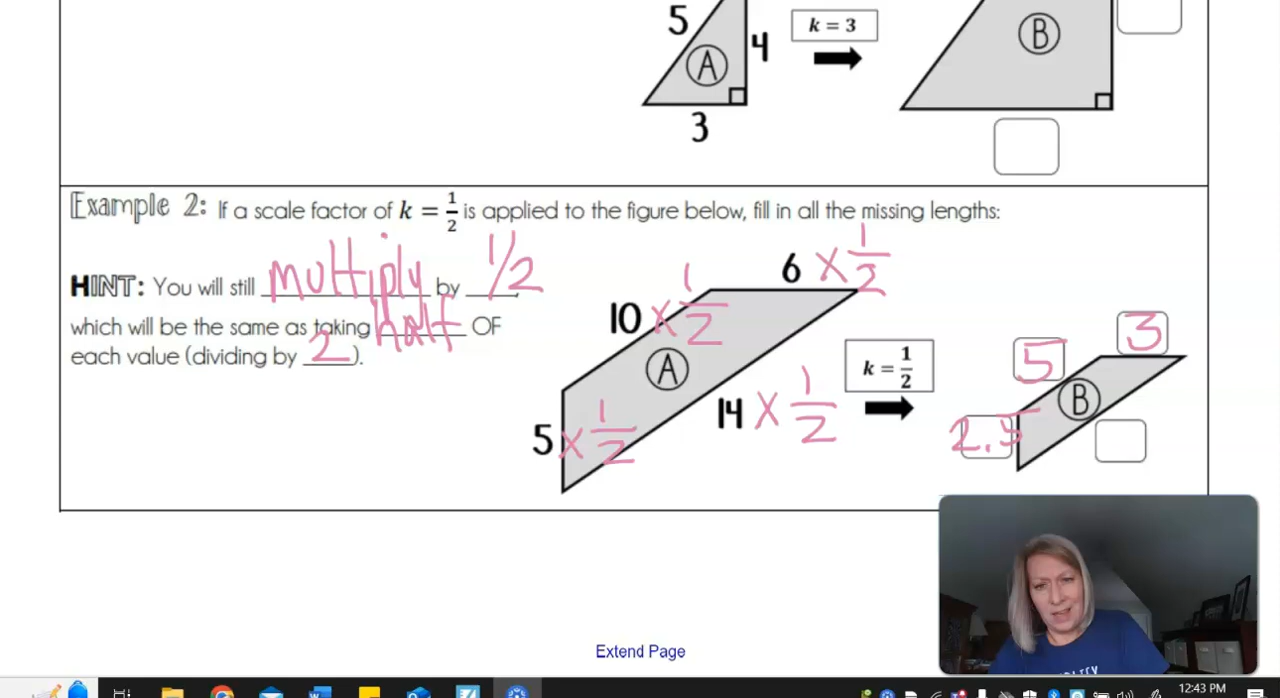 5
4
k = 3
A
B
3
Example 2: If a scale factor of k = 1/2 is applied to the figure below, fill in all the missing lengths:
HINT: You will still multiply by 1/2,
which will be the same as taking half OF
each value (dividing by 2).
6 × 1/2
10 × 1/2
A
5 × 1/2
14 × 1/2
k = 1/2
3
5
B
2.5
Extend Page
12:43 PM